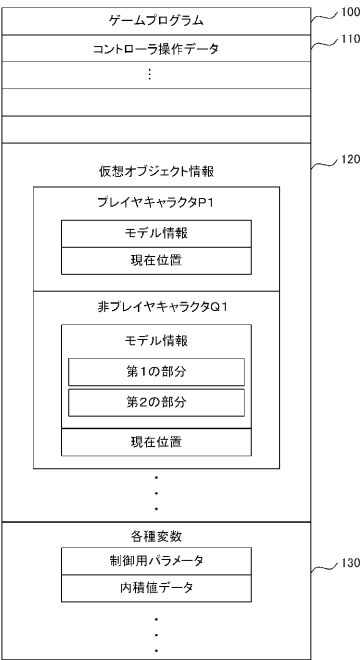 ゲームプログラム
100
コントローラ操作データ
110
⋮
120
仮想オブジェクト情報
プレイヤキャラクタP1
モデル情報
現在位置
非プレイヤキャラクタQ1
モデル情報
第1の部分
第2の部分
現在位置
・
・
・
各種変数
制御用パラメータ
130
内積値データ
・
・
・